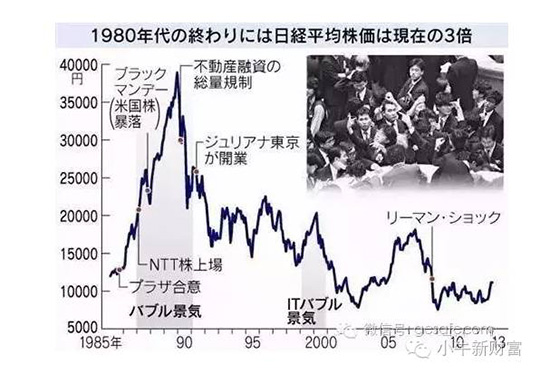 1980年代の終わりには日経平均株価は現在の3倍
40000
円
35000
30000
25000
20000
15000
10000
5000
ブラック
マンデー
(米国株)
暴落
不動産融資の
総量規制
ジュリアナ東京
が開業
リーマン・ショック
NTT株上場
プラザ合意
バブル景気
ITバブル
景気
1985年
90
95
2000
05
10
13
微信号:
小牛新财富